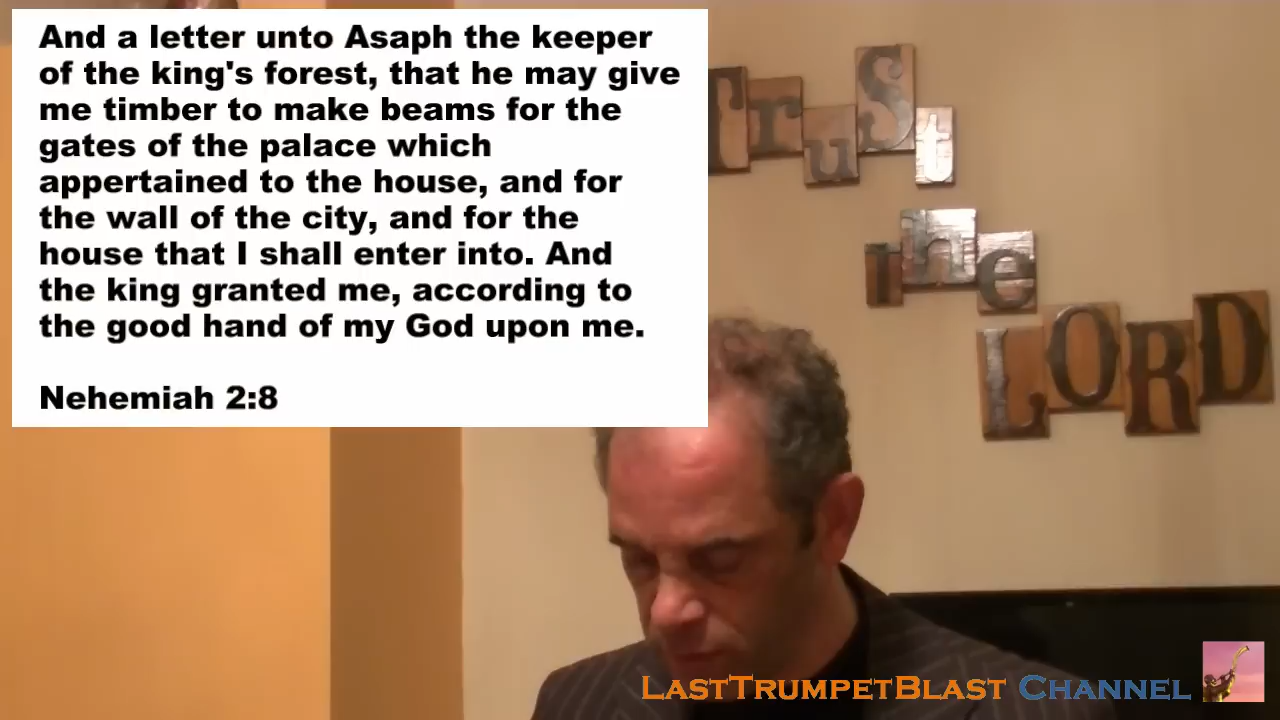 And a letter unto Asaph the keeper
of the king's forest, that he may give
me timber to make beams for the
gates of the palace which
appertained to the house, and for
the wall of the city, and for the
house that I shall enter into. And
the king granted me, according to
the good hand of my God upon me.
Nehemiah 2:8
Trust
The
LORD
LASTTRUMPETBLAST CHANNEL